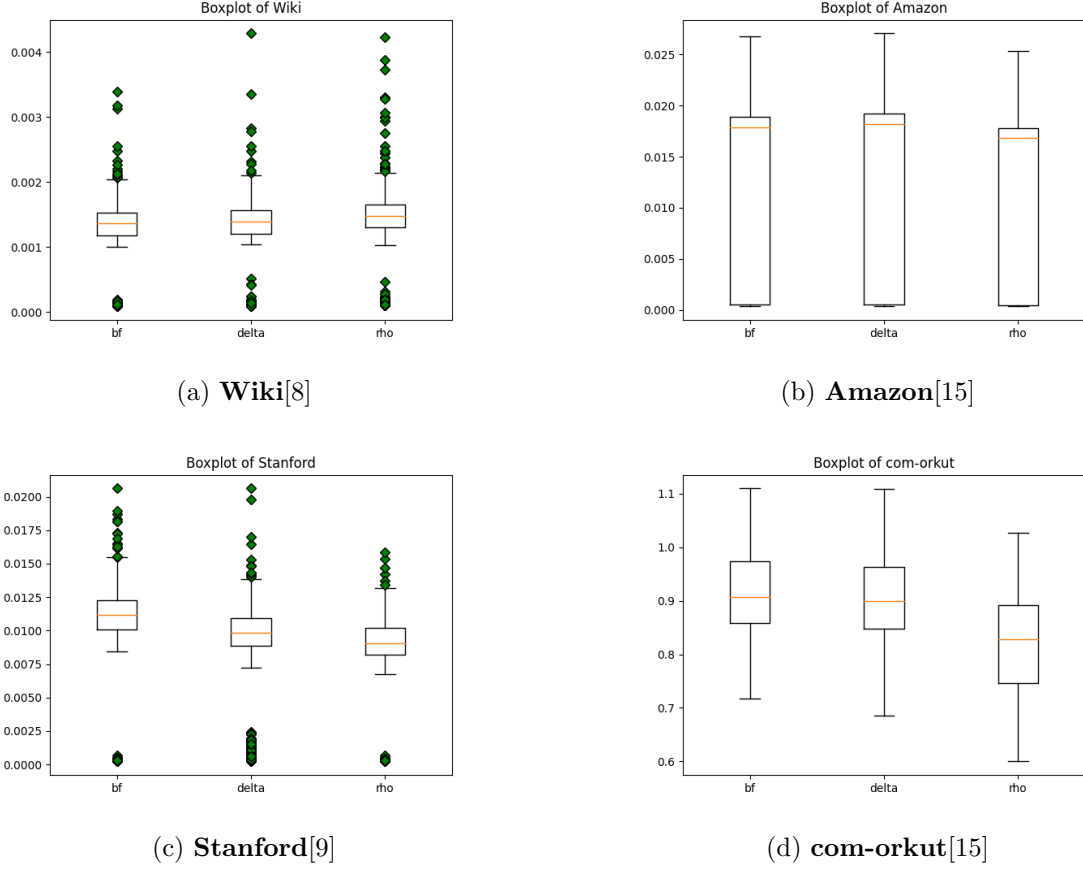 Boxplot of Wiki
0.004
0.003
0.002
0.001
0.000
bf delta rho
(a) Wiki[8]
Boxplot of Amazon
0.025
0.020
0.015
0.010
0.005
0.000
bf delta rho
(b) Amazon[15]
Boxplot of Stanford
0.0200
0.0175
0.0150
0.0125
0.0100
0.0075
0.0050
0.0025
0.0000
bf delta rho
(c) Stanford[9]
Boxplot of com-orkut
1.1
1.0
0.9
0.8
0.7
0.6
bf delta rho
(d) com-orkut[15]